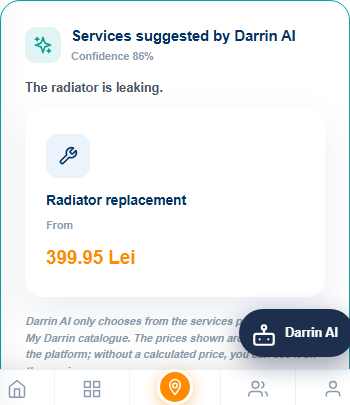 Services suggested by Darrin AI
Confidence 86%
The radiator is leaking.
Radiator replacement
From
399.95 Lei
Darrin AI only chooses from the services
My Darrin catalogue. The prices shown are
the platform; without a calculated price, you
Darrin AI